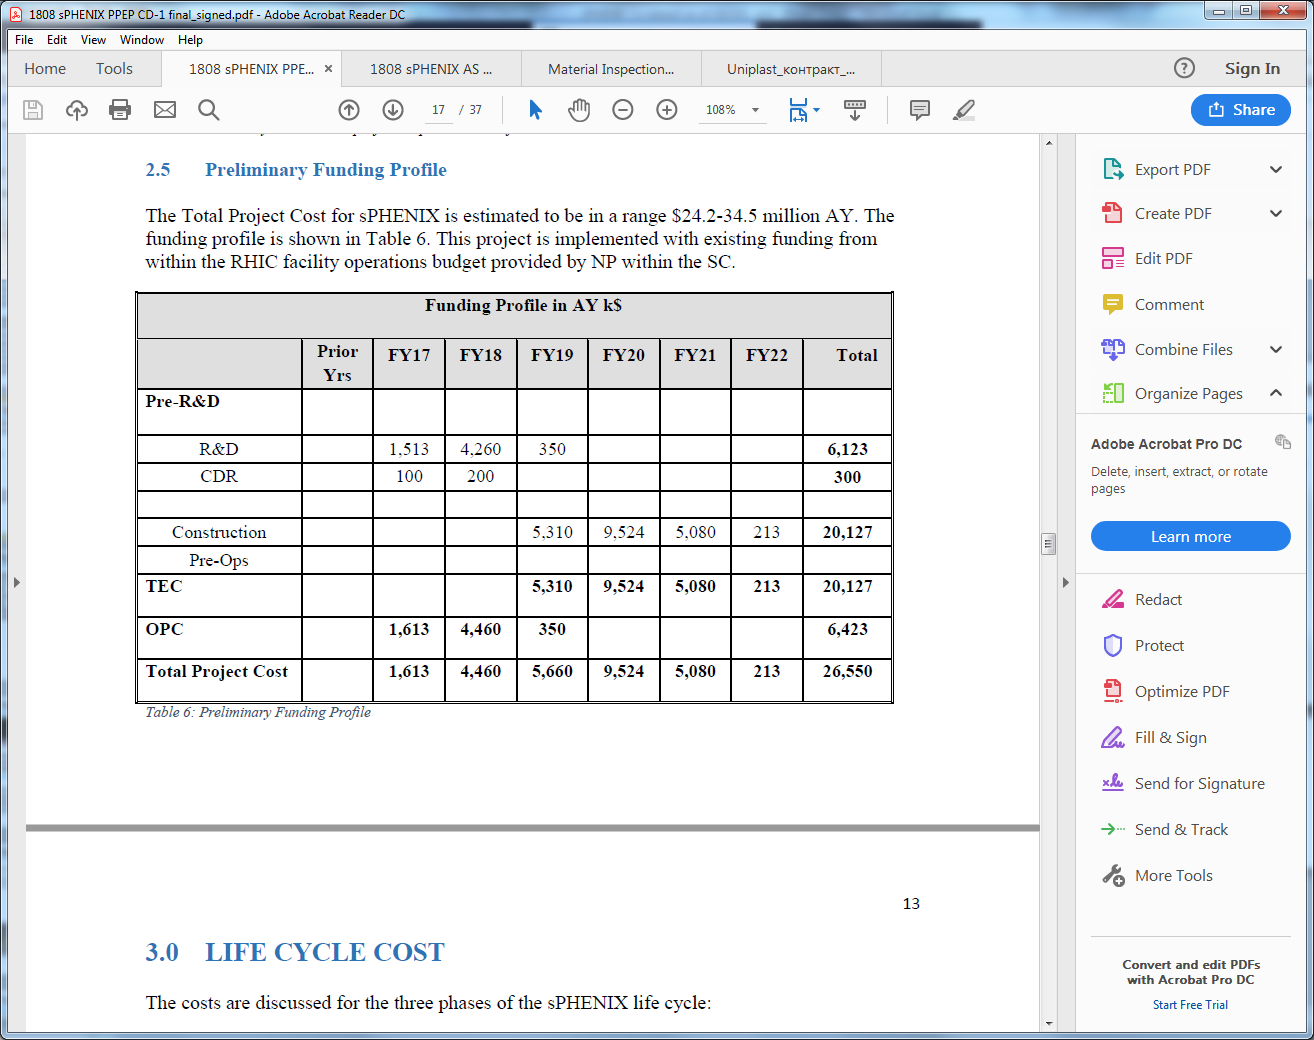 1808 sPHENIX PPEP CD-1 final_signed.pdf - Adobe Acrobat Reader DC
File Edit View Window Help
Home Tools 1808 sPHENIX PPE... × 1808 sPHENIX AS ... Material Inspection... Uniplast_контракт_... Sign In
17 / 37 108% Share
2.5 Preliminary Funding Profile
The Total Project Cost for sPHENIX is estimated to be in a range $24.2-34.5 million AY. The
funding profile is shown in Table 6. This project is implemented with existing funding from
within the RHIC facility operations budget provided by NP within the SC.
Funding Profile in AY k$
Prior Yrs FY17 FY18 FY19 FY20 FY21 FY22 Total
Pre-R&D
R&D 1,513 4,260 350 6,123
CDR 100 200 300
Construction 5,310 9,524 5,080 213 20,127
Pre-Ops
TEC 5,310 9,524 5,080 213 20,127
OPC 1,613 4,460 350 6,423
Total Project Cost 1,613 4,460 5,660 9,524 5,080 213 26,550
Table 6: Preliminary Funding Profile
13
3.0 LIFE CYCLE COST
The costs are discussed for the three phases of the sPHENIX life cycle:
Export PDF
Create PDF
Edit PDF
Comment
Combine Files
Organize Pages
Adobe Acrobat Pro DC
Delete, insert, extract, or rotate
pages
Learn more
Redact
Protect
Optimize PDF
Fill & Sign
Send for Signature
Send & Track
More Tools
Convert and edit PDFs
with Acrobat Pro DC
Start Free Trial